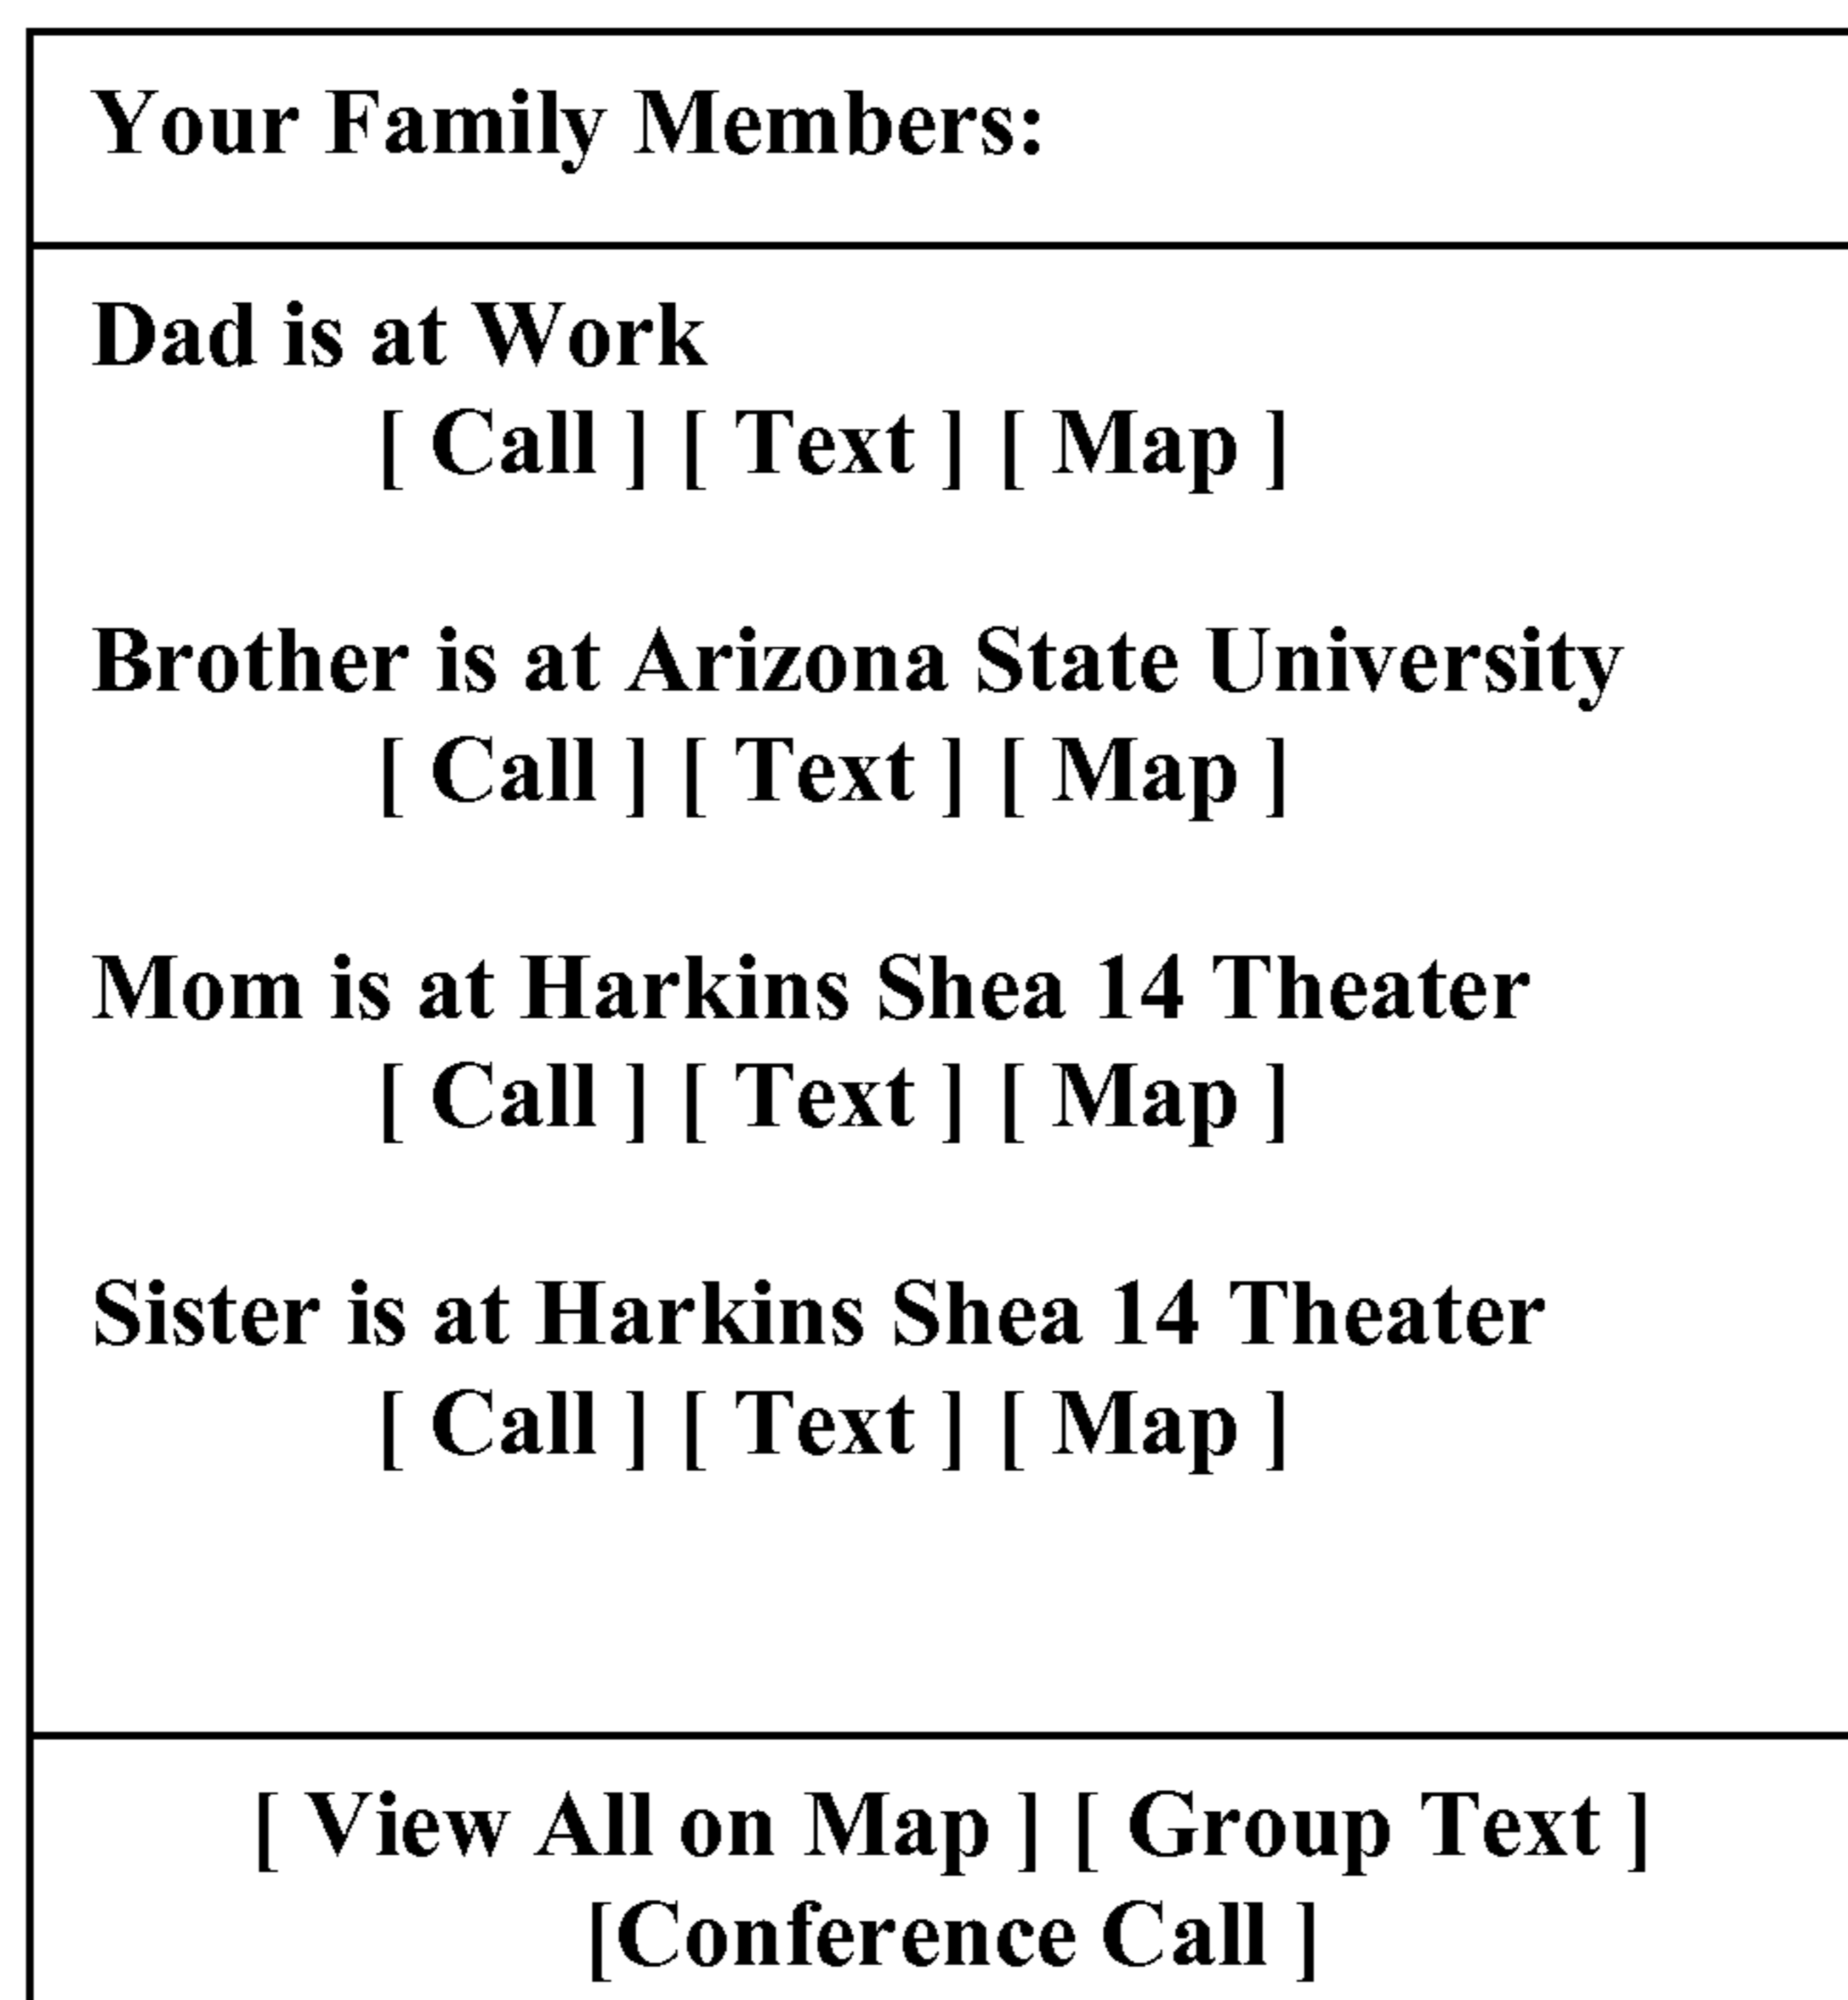 Your Family Members:
Dad is at Work
[ Call ] [ Text ] [ Map ]
Brother is at Arizona State University
[ Call ] [ Text ] [ Map ]
Mom is at Harkins Shea 14 Theater
[ Call ] [ Text ] [ Map ]
Sister is at Harkins Shea 14 Theater
[ Call ] [ Text ] [ Map ]
[ View All on Map ] [ Group Text ]
[Conference Call ]